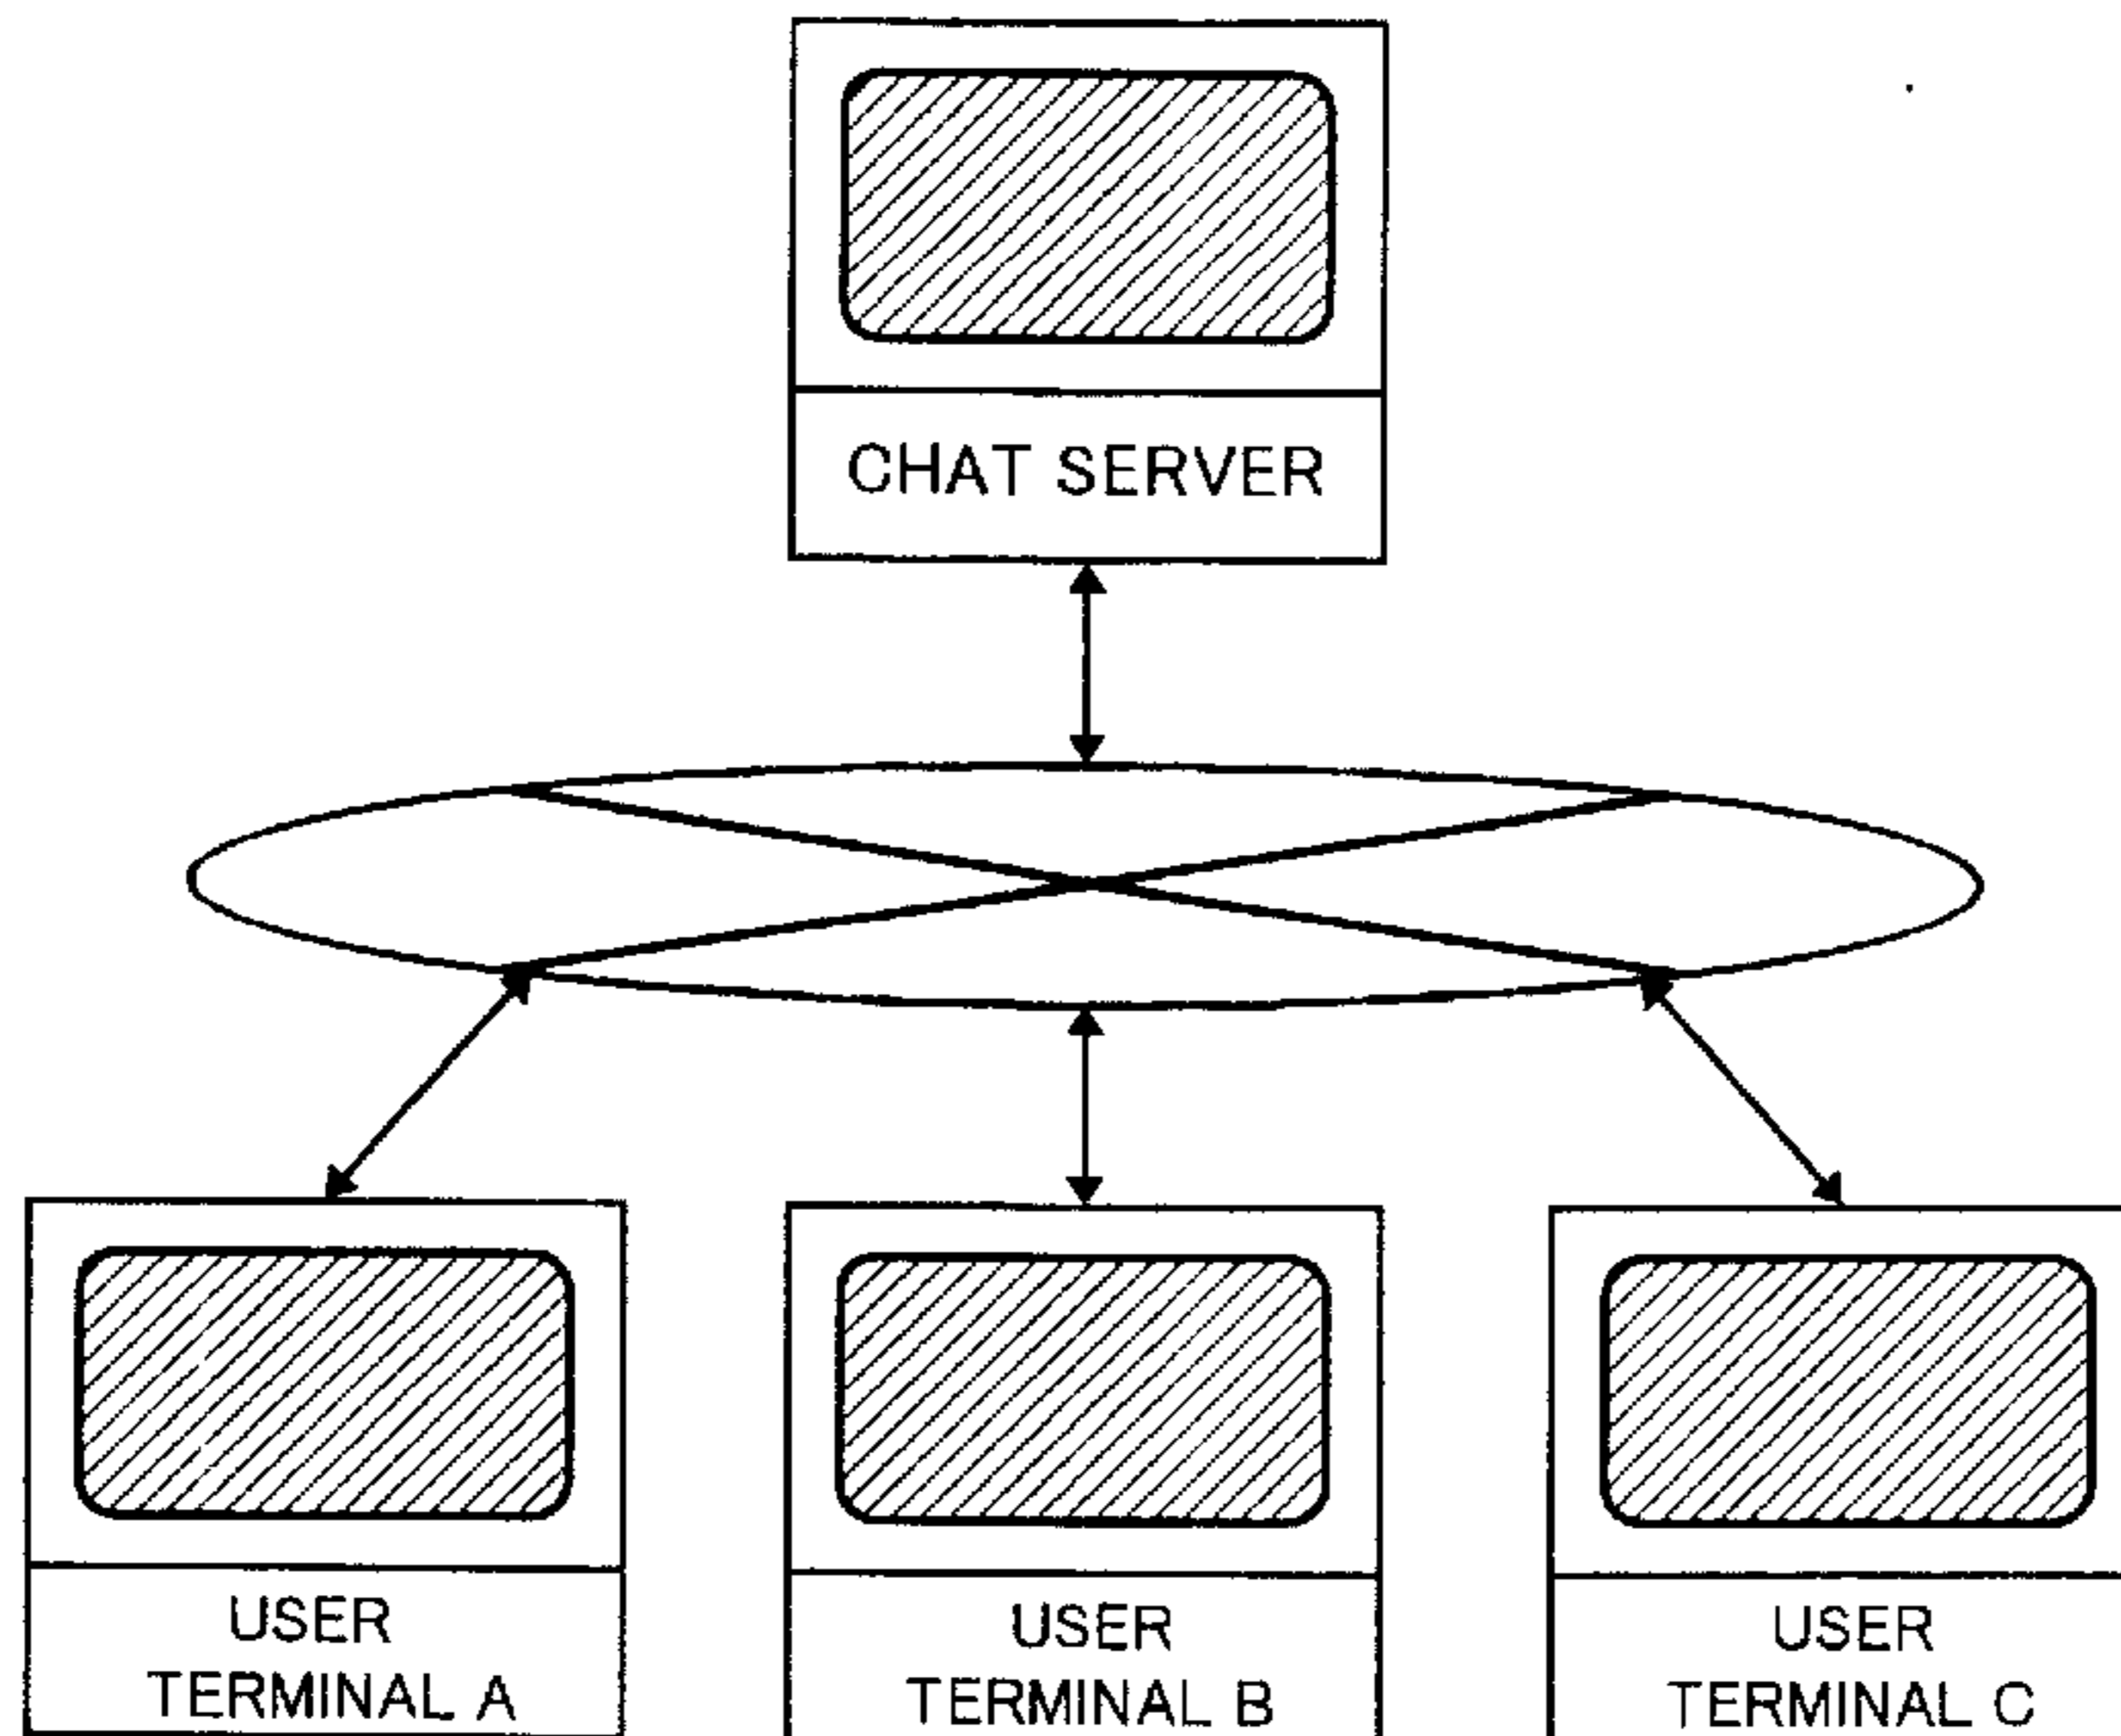 CHAT SERVER
USER
TERMINAL A
USER
TERMINAL B
USER
TERMINAL C